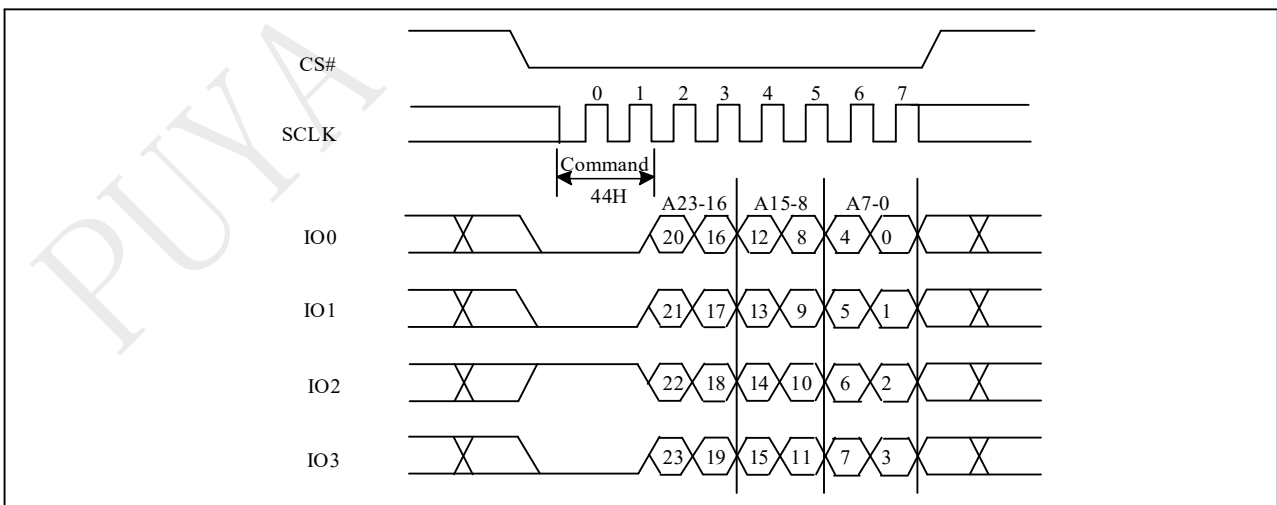 PUYA
CS#
0 1 2 3 4 5 6 7
SCLK
Command
44H
A23-16 A15-8 A7-0
IO0 20 16 12 8 4 0
IO1 21 17 13 9 5 1
IO2 22 18 14 10 6 2
IO3 23 19 15 11 7 3